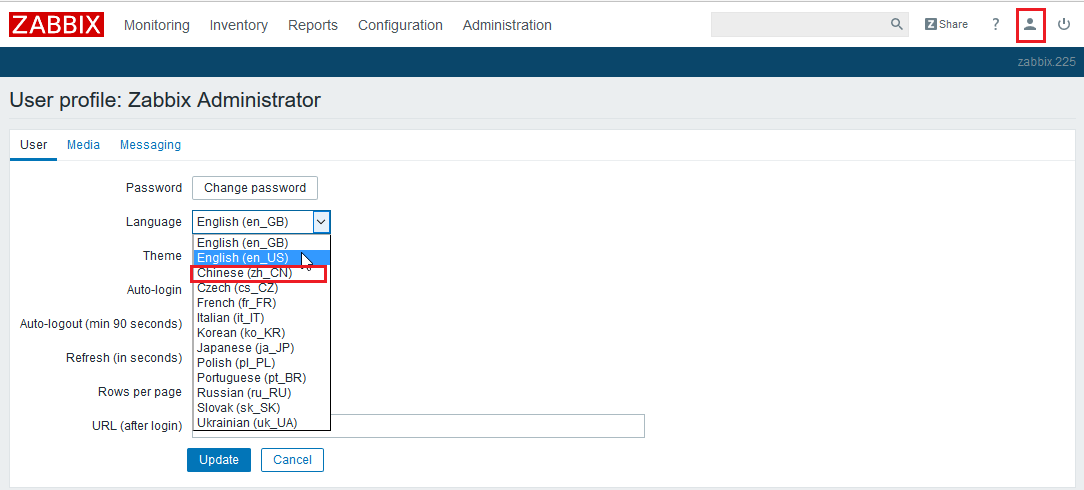 ZABBIX Monitoring Inventory Reports Configuration Administration Z Share ?
zabbix.225
User profile: Zabbix Administrator
User Media Messaging
Password Change password
Language English (en_GB)
English (en_GB)
Theme English (en_US)
Chinese (zh_CN)
Auto-login Czech (cs_CZ)
French (fr_FR)
Italian (it_IT)
Auto-logout (min 90 seconds) Korean (ko_KR)
Japanese (ja_JP)
Refresh (in seconds) Polish (pl_PL)
Portuguese (pt_BR)
Rows per page Russian (ru_RU)
Slovak (sk_SK)
URL (after login) Ukrainian (uk_UA)
Update Cancel